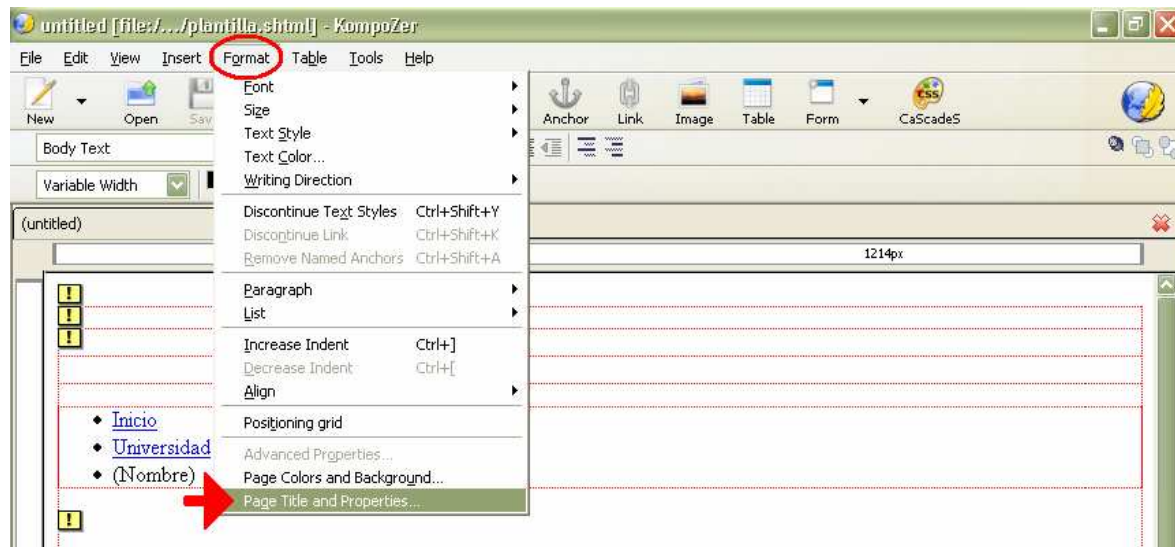 untitled [file:/.../plantilla.shtml] - KompoZer
File Edit View Insert Format Table Tools Help
New Open Sav Anchor Link Image Table Form CaScadeS
Body Text
Variable Width
(untitled)
1214px
Font
Size
Text Style
Text Color...
Writing Direction
Discontinue Text Styles Ctrl+Shift+Y
Discontinue Link Ctrl+Shift+K
Remove Named Anchors Ctrl+Shift+A
Paragraph
List
Increase Indent Ctrl+]
Decrease Indent Ctrl+[
Align
Positioning grid
Advanced Properties...
Page Colors and Background...
Page Title and Properties...
Inicio
Universidad
(Nombre)